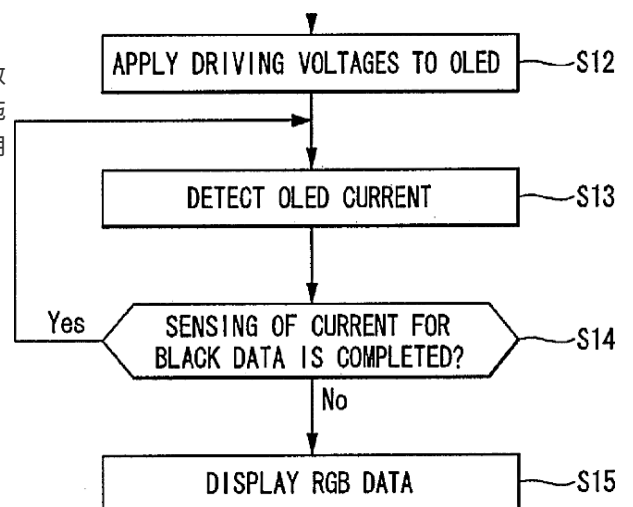 APPLY DRIVING VOLTAGES TO OLED
S12
DETECT OLED CURRENT
S13
Yes
SENSING OF CURRENT FOR
BLACK DATA IS COMPLETED?
S14
No
DISPLAY RGB DATA
S15